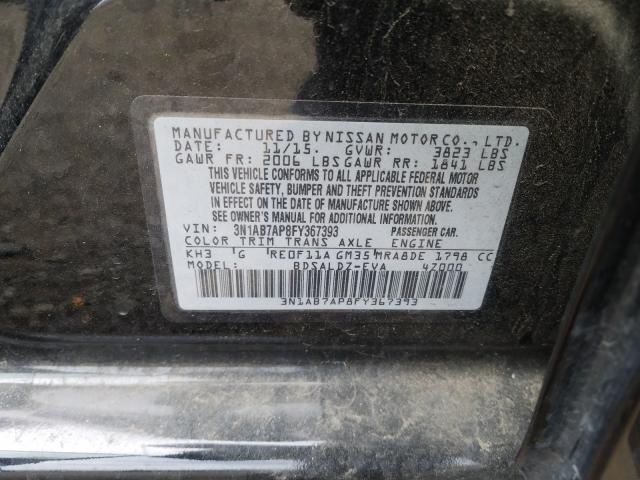 MANUFACTURED BY NISSAN MOTOR CO., LTD.
DATE: 11/15. GVWR: 3823 LBS
GAWR FR: 2006 LBS GAWR RR: 1841 LBS
THIS VEHICLE CONFORMS TO ALL APPLICABLE FEDERAL MOTOR
VEHICLE SAFETY, BUMPER AND THEFT PREVENTION STANDARDS
IN EFFECT ON THE DATE OF MANUFACTURE SHOWN ABOVE.
SEE OWNER'S MANUAL FOR ADDITIONAL INFORMATION.
VIN: 3N1AB7AP8FY367393 PASSENGER CAR.
COLOR TRIM TRANS AXLE ENGINE
KH3 G RE0F11A GM35 MRA8DE 1798 CC
MODEL: BDSALDZ-EVA 47000
3N1AB7AP8FY367393